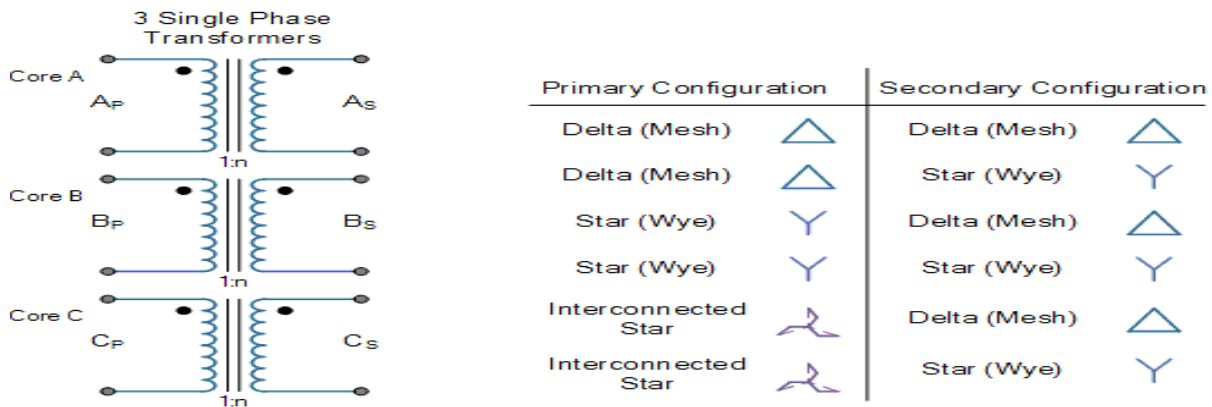 3 Single Phase
Transformers
Core A
AP
AS
1:n
Core B
BP
BS
1:n
Core C
CP
CS
1:n
Primary Configuration
Secondary Configuration
Delta (Mesh)
Delta (Mesh)
Delta (Mesh)
Star (Wye)
Star (Wye)
Delta (Mesh)
Star (Wye)
Star (Wye)
Interconnected
Star
Delta (Mesh)
Interconnected
Star
Star (Wye)